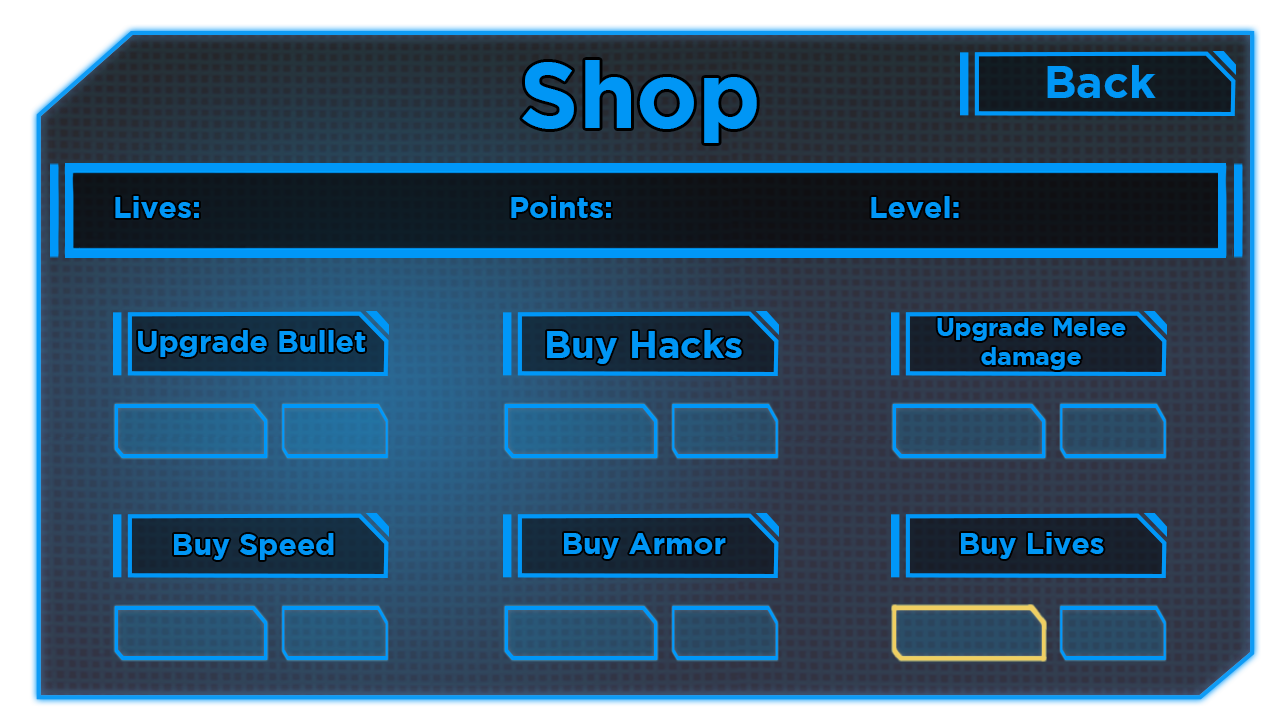 Shop
Back
Lives: Points: Level:
Upgrade Bullet
Buy Hacks
Upgrade Melee
damage
Buy Speed
Buy Armor
Buy Lives